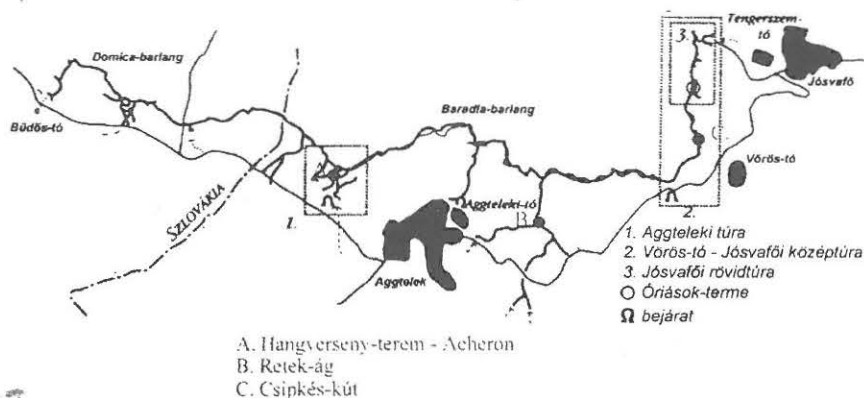 Tengerszem-
tó
3.
Jósvafő
Domica-barlang
Büdös-tó
Baradla-barlang
A
Vörös-tó
1.
Aggteleki-tó
B
C
2.
SZLOVÁKIA
Aggtelek
1. Aggteleki túra
2. Vörös-tó - Jósvafői középtúra
3. Jósvafői rövidtúra
Óriások-terme
bejárat
A. Hangverseny-terem - Acheron
B. Retek-ág
C. Csipkés-kút